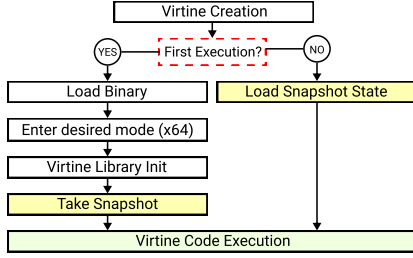 Virtine Creation
YES
First Execution?
NO
Load Binary
Load Snapshot State
Enter desired mode (x64)
Virtine Library Init
Take Snapshot
Virtine Code Execution